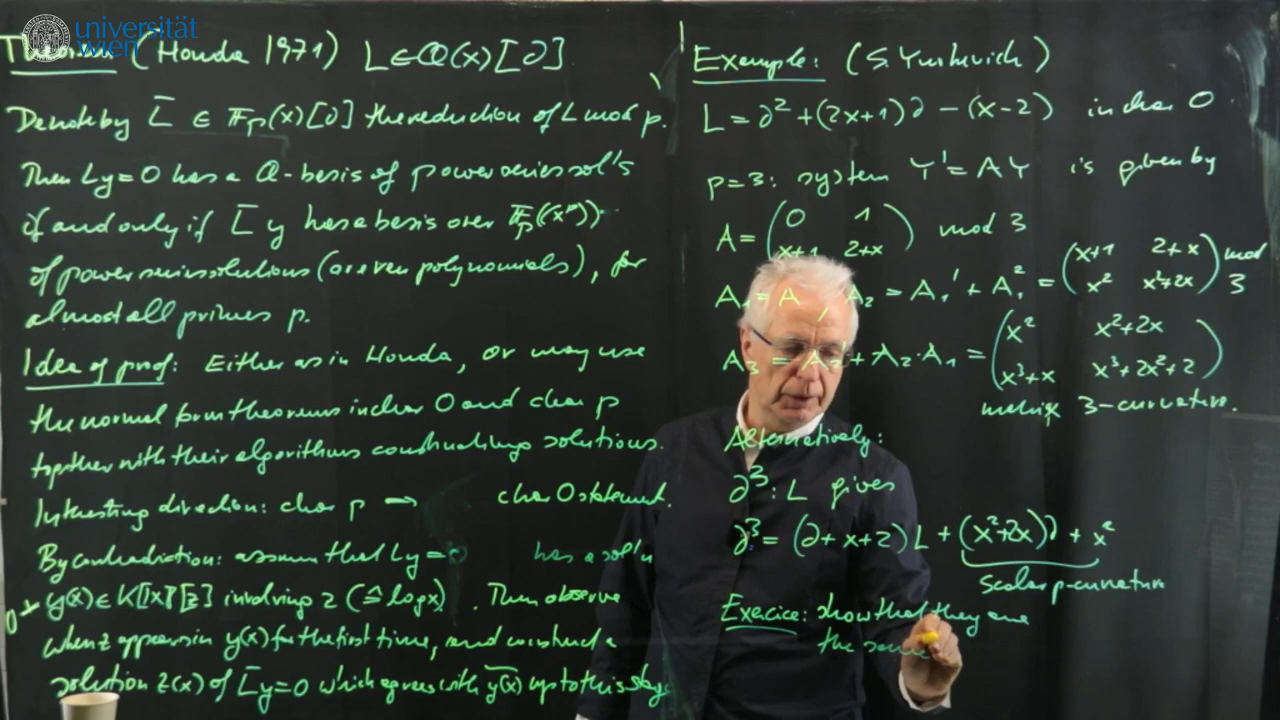 universität
wien
Theorem (Honda 1971) L∈Q(x)[∂]
Denote by L̄ ∈ F_p(x)[∂] the reduction of L mod p.
Then Ly=0 has a Q-basis of power series sol's
if and only if L̄y has a basis over F_p((x^p))
of power series solutions (or even polynomials), for
almost all primes p.
Idea of proof: Either as in Honda, or may use
the normal form theorems in char 0 and char p
together with their algorithms constructing solutions.
Interesting direction: char p → char 0 statement.
By contradiction: assume that Ly=0 has a sol'n
y(x)∈K[[x]][z] involving z (≙ log x). Then observe
when z appears in y(x) for the first time, and construct a
solution z(x) of L̄y=0 which agrees with ȳ(x) up to this stage
Example: (S. Yurkevich)
L = ∂² + (2x+1)∂ − (x−2) in char 0
p=3: system Y' = AY is given by
A = (0 1
x+1 2+x) mod 3
A₁ = A, A₂ = A₁' + A₁² = (x+1 2+x
x² x²+2x) mod 3
A₃ = + A₂·A₁ = (x² x²+2x
x³+x x³+2x²+2)
matrix 3-curvature.
Alternatively:
∂³ : L gives
∂³ = (∂+x+2)L + (x²+2x)∂ + x²
scalar p-curvature
Exercice: show that they are
the same